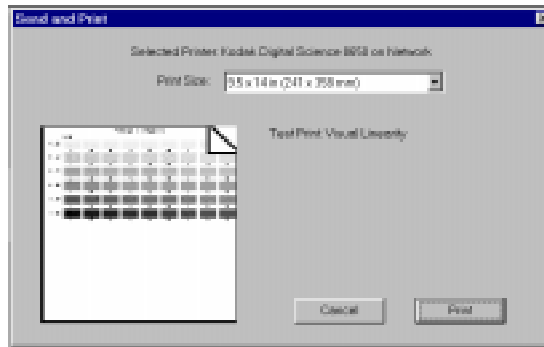 Send and Print
Selected Printer: Kodak Digital Science 8650 on Network
Print Size: 9.5 x 14 in (241 x 358 mm)
Test Print: Visual Linearity
Cancel
Print